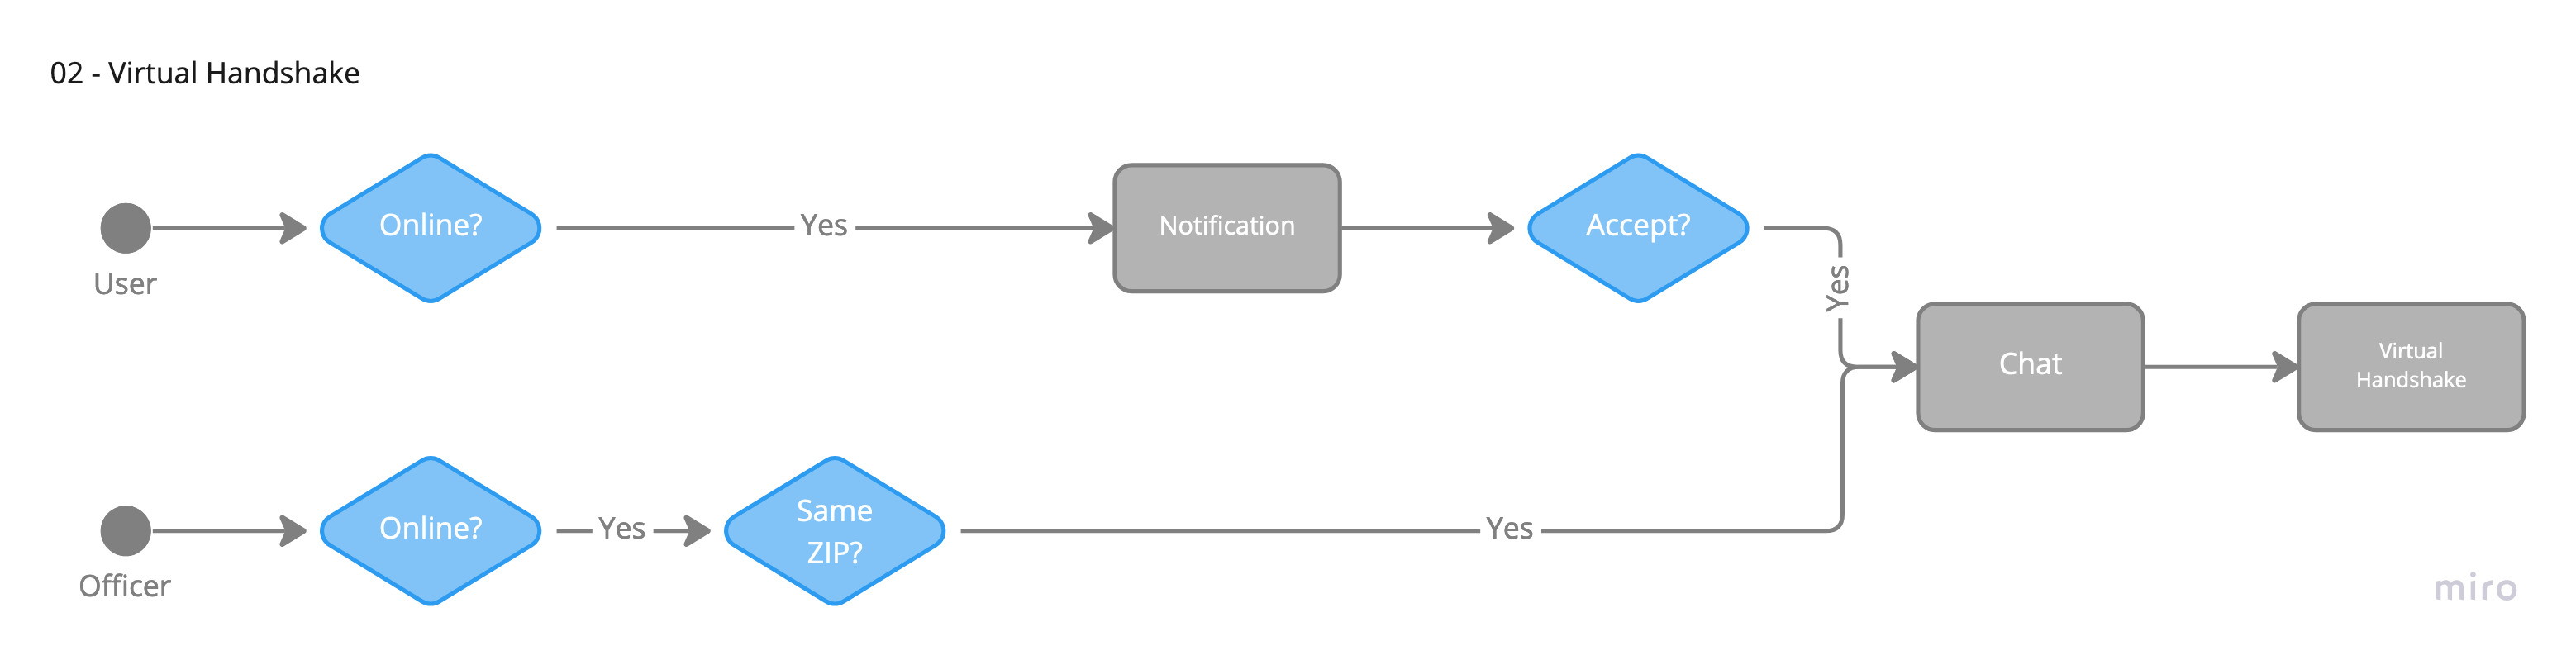 02 - Virtual Handshake
Online?
Yes
Notification
Accept?
Yes
User
Chat
Virtual
Handshake
Online?
Yes
Same
ZIP?
Yes
Officer
miro